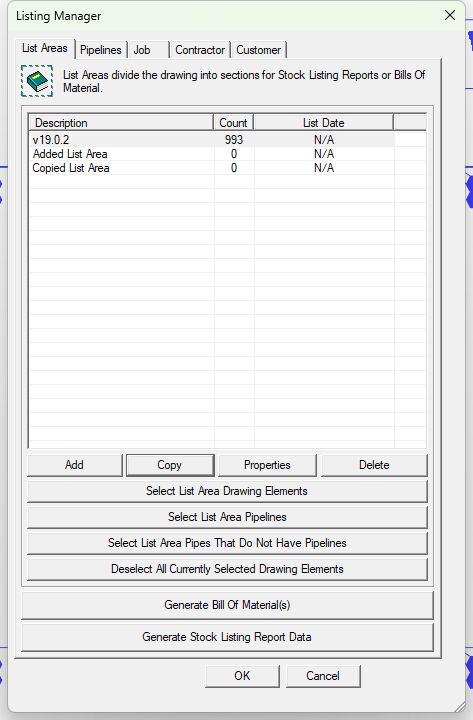 Listing Manager
List Areas Pipelines Job Contractor Customer
List Areas divide the drawing into sections for Stock Listing Reports or Bills Of
Material.
Description Count List Date
v19.0.2 993 N/A
Added List Area 0 N/A
Copied List Area 0 N/A
Add Copy Properties Delete
Select List Area Drawing Elements
Select List Area Pipelines
Select List Area Pipes That Do Not Have Pipelines
Deselect All Currently Selected Drawing Elements
Generate Bill Of Material(s)
Generate Stock Listing Report Data
OK Cancel